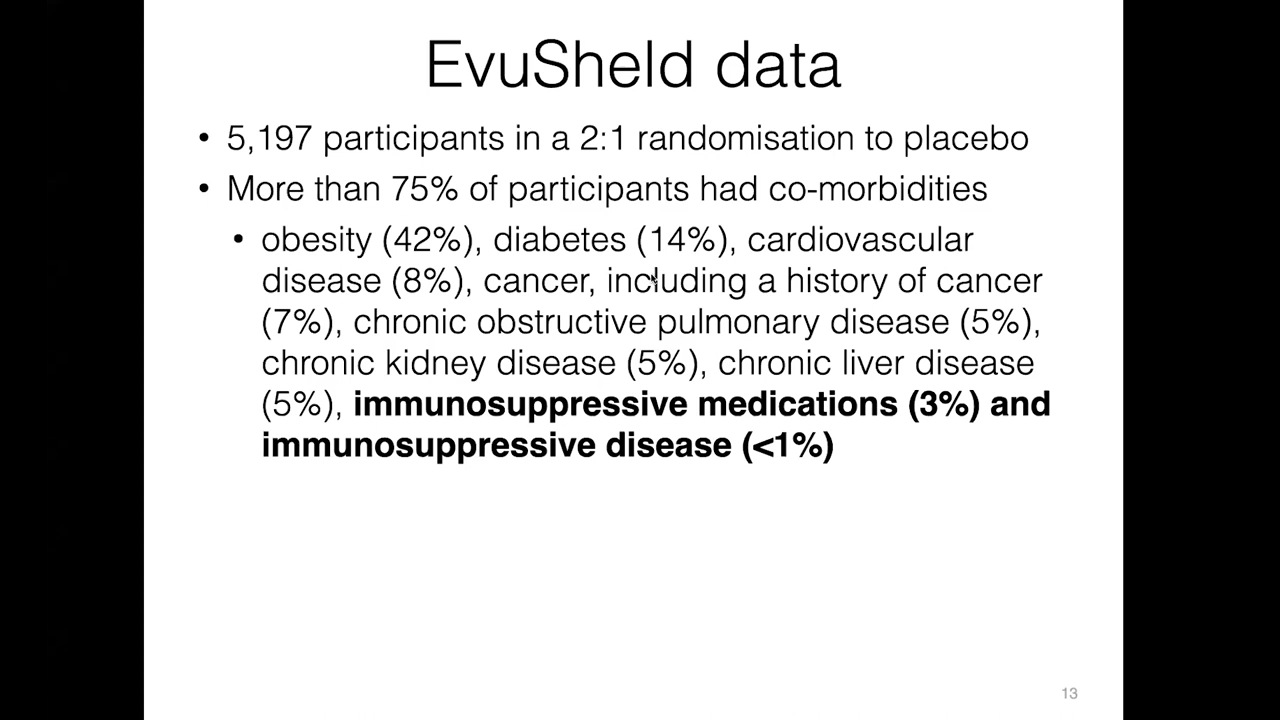 EvuSheld data
• 5,197 participants in a 2:1 randomisation to placebo
• More than 75% of participants had co-morbidities
• obesity (42%), diabetes (14%), cardiovascular
disease (8%), cancer, including a history of cancer
(7%), chronic obstructive pulmonary disease (5%),
chronic kidney disease (5%), chronic liver disease
(5%), immunosuppressive medications (3%) and
immunosuppressive disease (<1%)
13